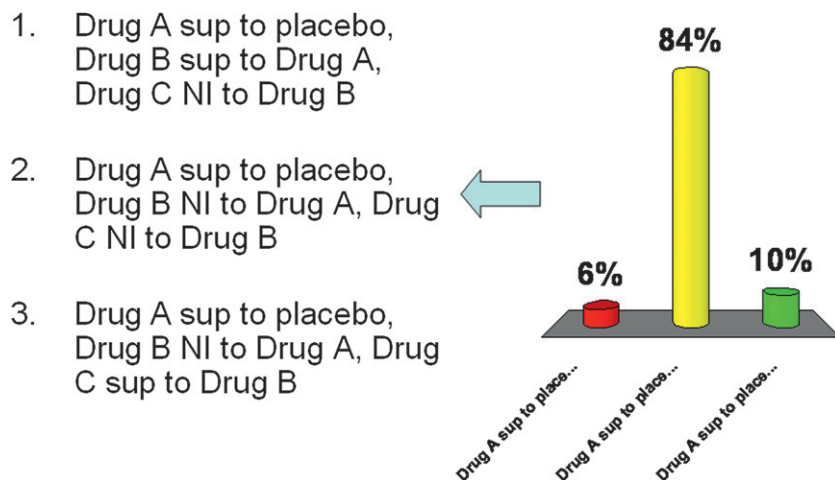 1. Drug A sup to placebo,
Drug B sup to Drug A,
Drug C NI to Drug B
2. Drug A sup to placebo,
Drug B NI to Drug A, Drug
C NI to Drug B
3. Drug A sup to placebo,
Drug B NI to Drug A, Drug
C sup to Drug B
84%
6%
10%
Drug A sup to place...
Drug A sup to place...
Drug A sup to place...